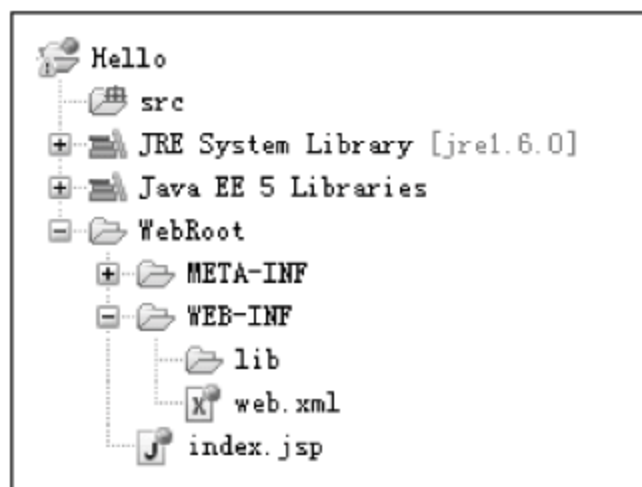 Hello
src
JRE System Library [jre1.6.0]
Java EE 5 Libraries
WebRoot
META-INF
WEB-INF
lib
web.xml
index.jsp